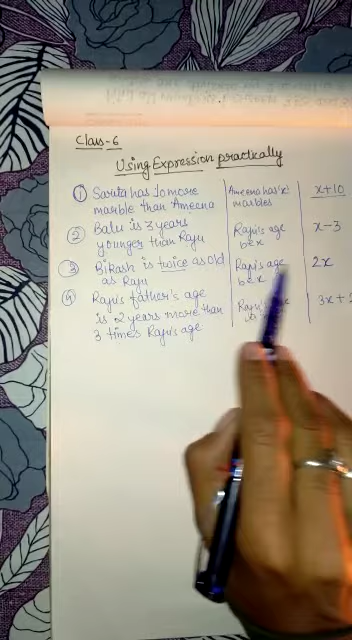 Class-6
Using Expression practically
① Sarita has 10 more Ameena has 'x' x+10
marble than Ameena marbles
② Balu is 3 years Raju's age x-3
younger than Raju be x
③ Bikash is twice as old Raju's age 2x
as Raju be x
④ Raju's father's age Raju's 3x+2
is 2 years more than
3 times Raju's age